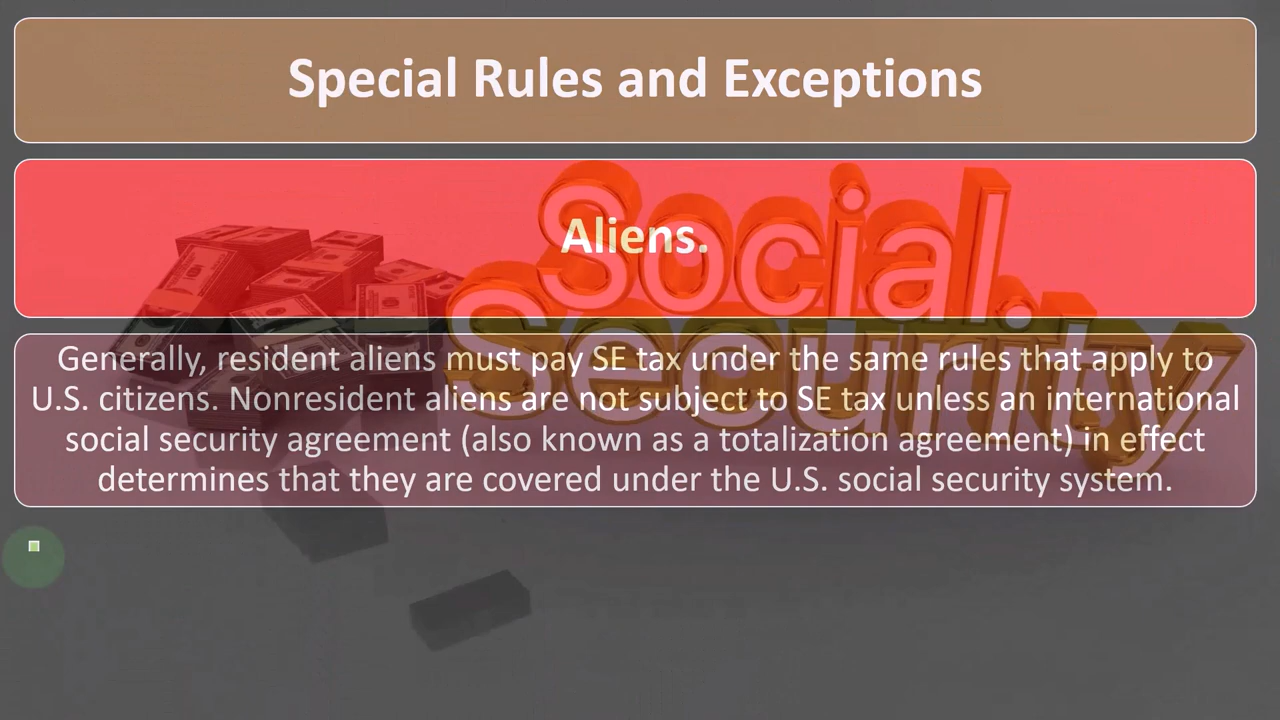 Special Rules and Exceptions
Aliens.
Social
Security
Generally, resident aliens must pay SE tax under the same rules that apply to
U.S. citizens. Nonresident aliens are not subject to SE tax unless an international
social security agreement (also known as a totalization agreement) in effect
determines that they are covered under the U.S. social security system.